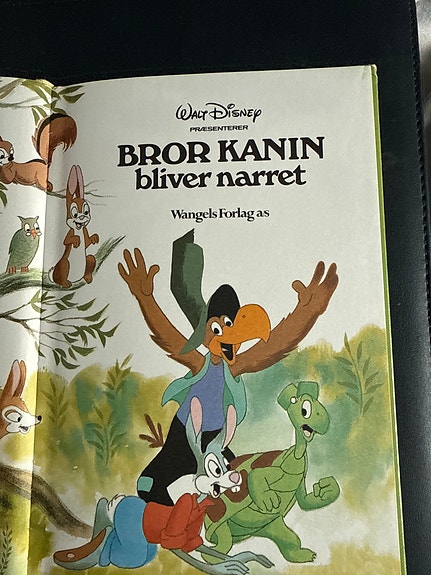 WALT DISNEY
PRÆSENTERER
BROR KANIN
bliver narret
Wangels Forlag as